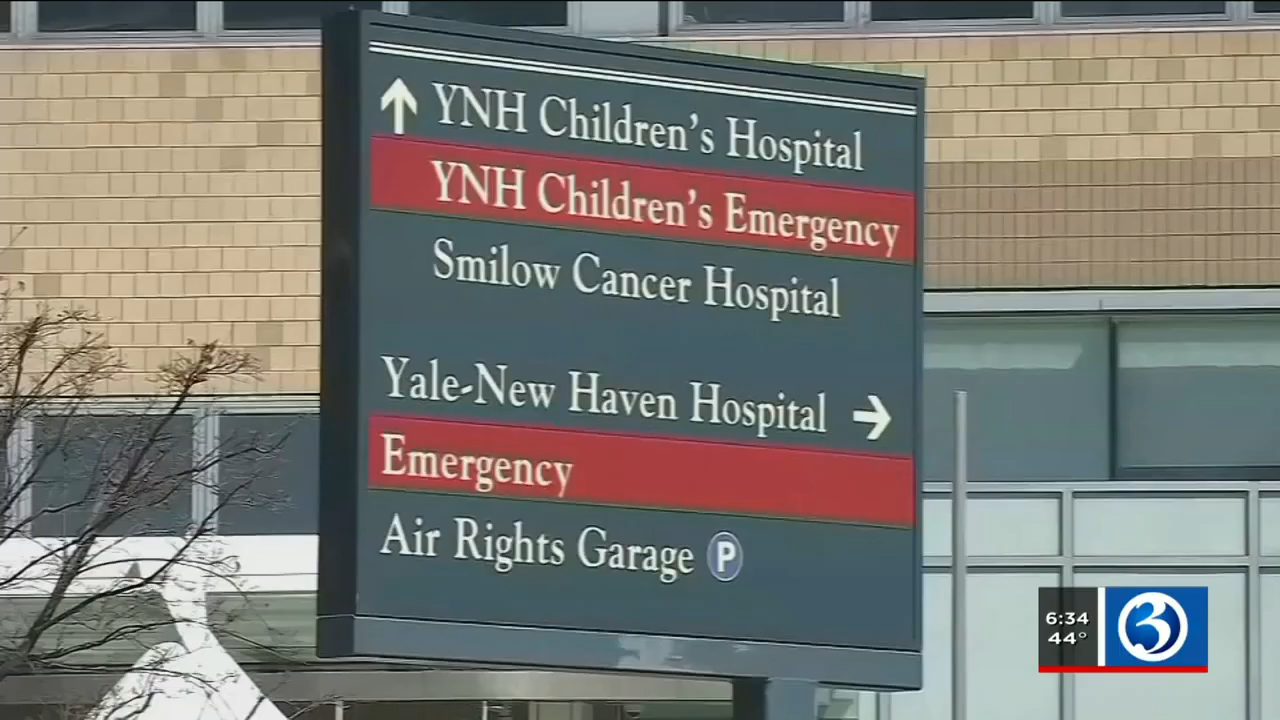 YNH Children's Hospital
YNH Children's Emergency
Smilow Cancer Hospital
Yale-New Haven Hospital
Emergency
Air Rights Garage P
6:34
44°
3